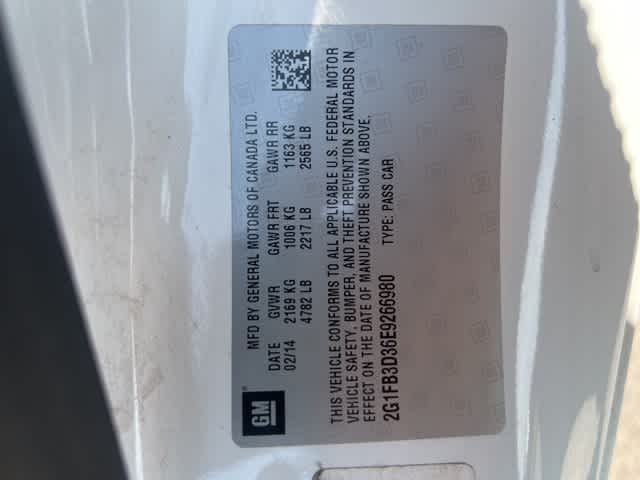 GM
MFD BY GENERAL MOTORS OF CANADA LTD.
DATE GVWR GAWR FRT GAWR RR
02/14 2169 KG 1006 KG 1163 KG
4782 LB 2217 LB 2565 LB
THIS VEHICLE CONFORMS TO ALL APPLICABLE U.S. FEDERAL MOTOR
VEHICLE SAFETY, BUMPER, AND THEFT PREVENTION STANDARDS IN
EFFECT ON THE DATE OF MANUFACTURE SHOWN ABOVE.
2G1FB3D36E9266980 TYPE: PASS CAR